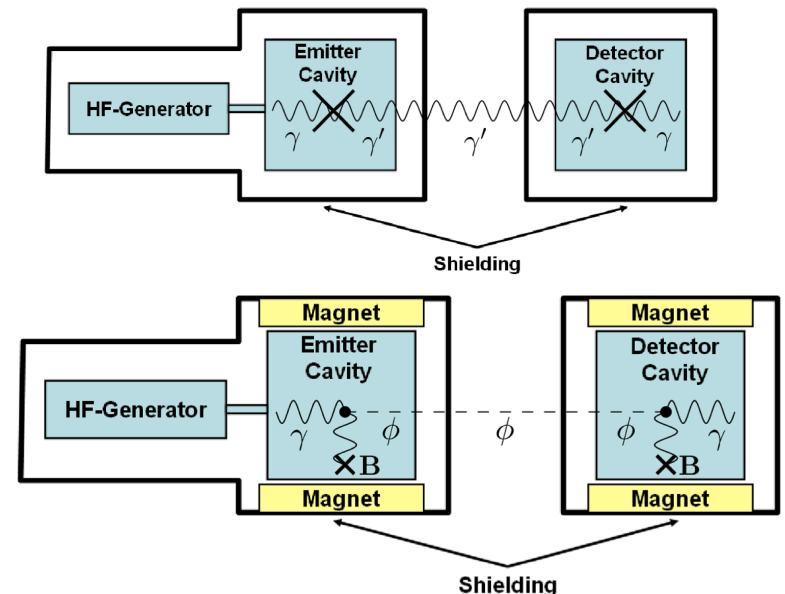 Emitter
Cavity
Detector
Cavity
HF-Generator
γ
γ′
γ′
γ′
γ
Shielding
Magnet
Magnet
Emitter
Cavity
Detector
Cavity
HF-Generator
γ
ϕ
ϕ
ϕ
γ
B
B
Magnet
Magnet
Shielding